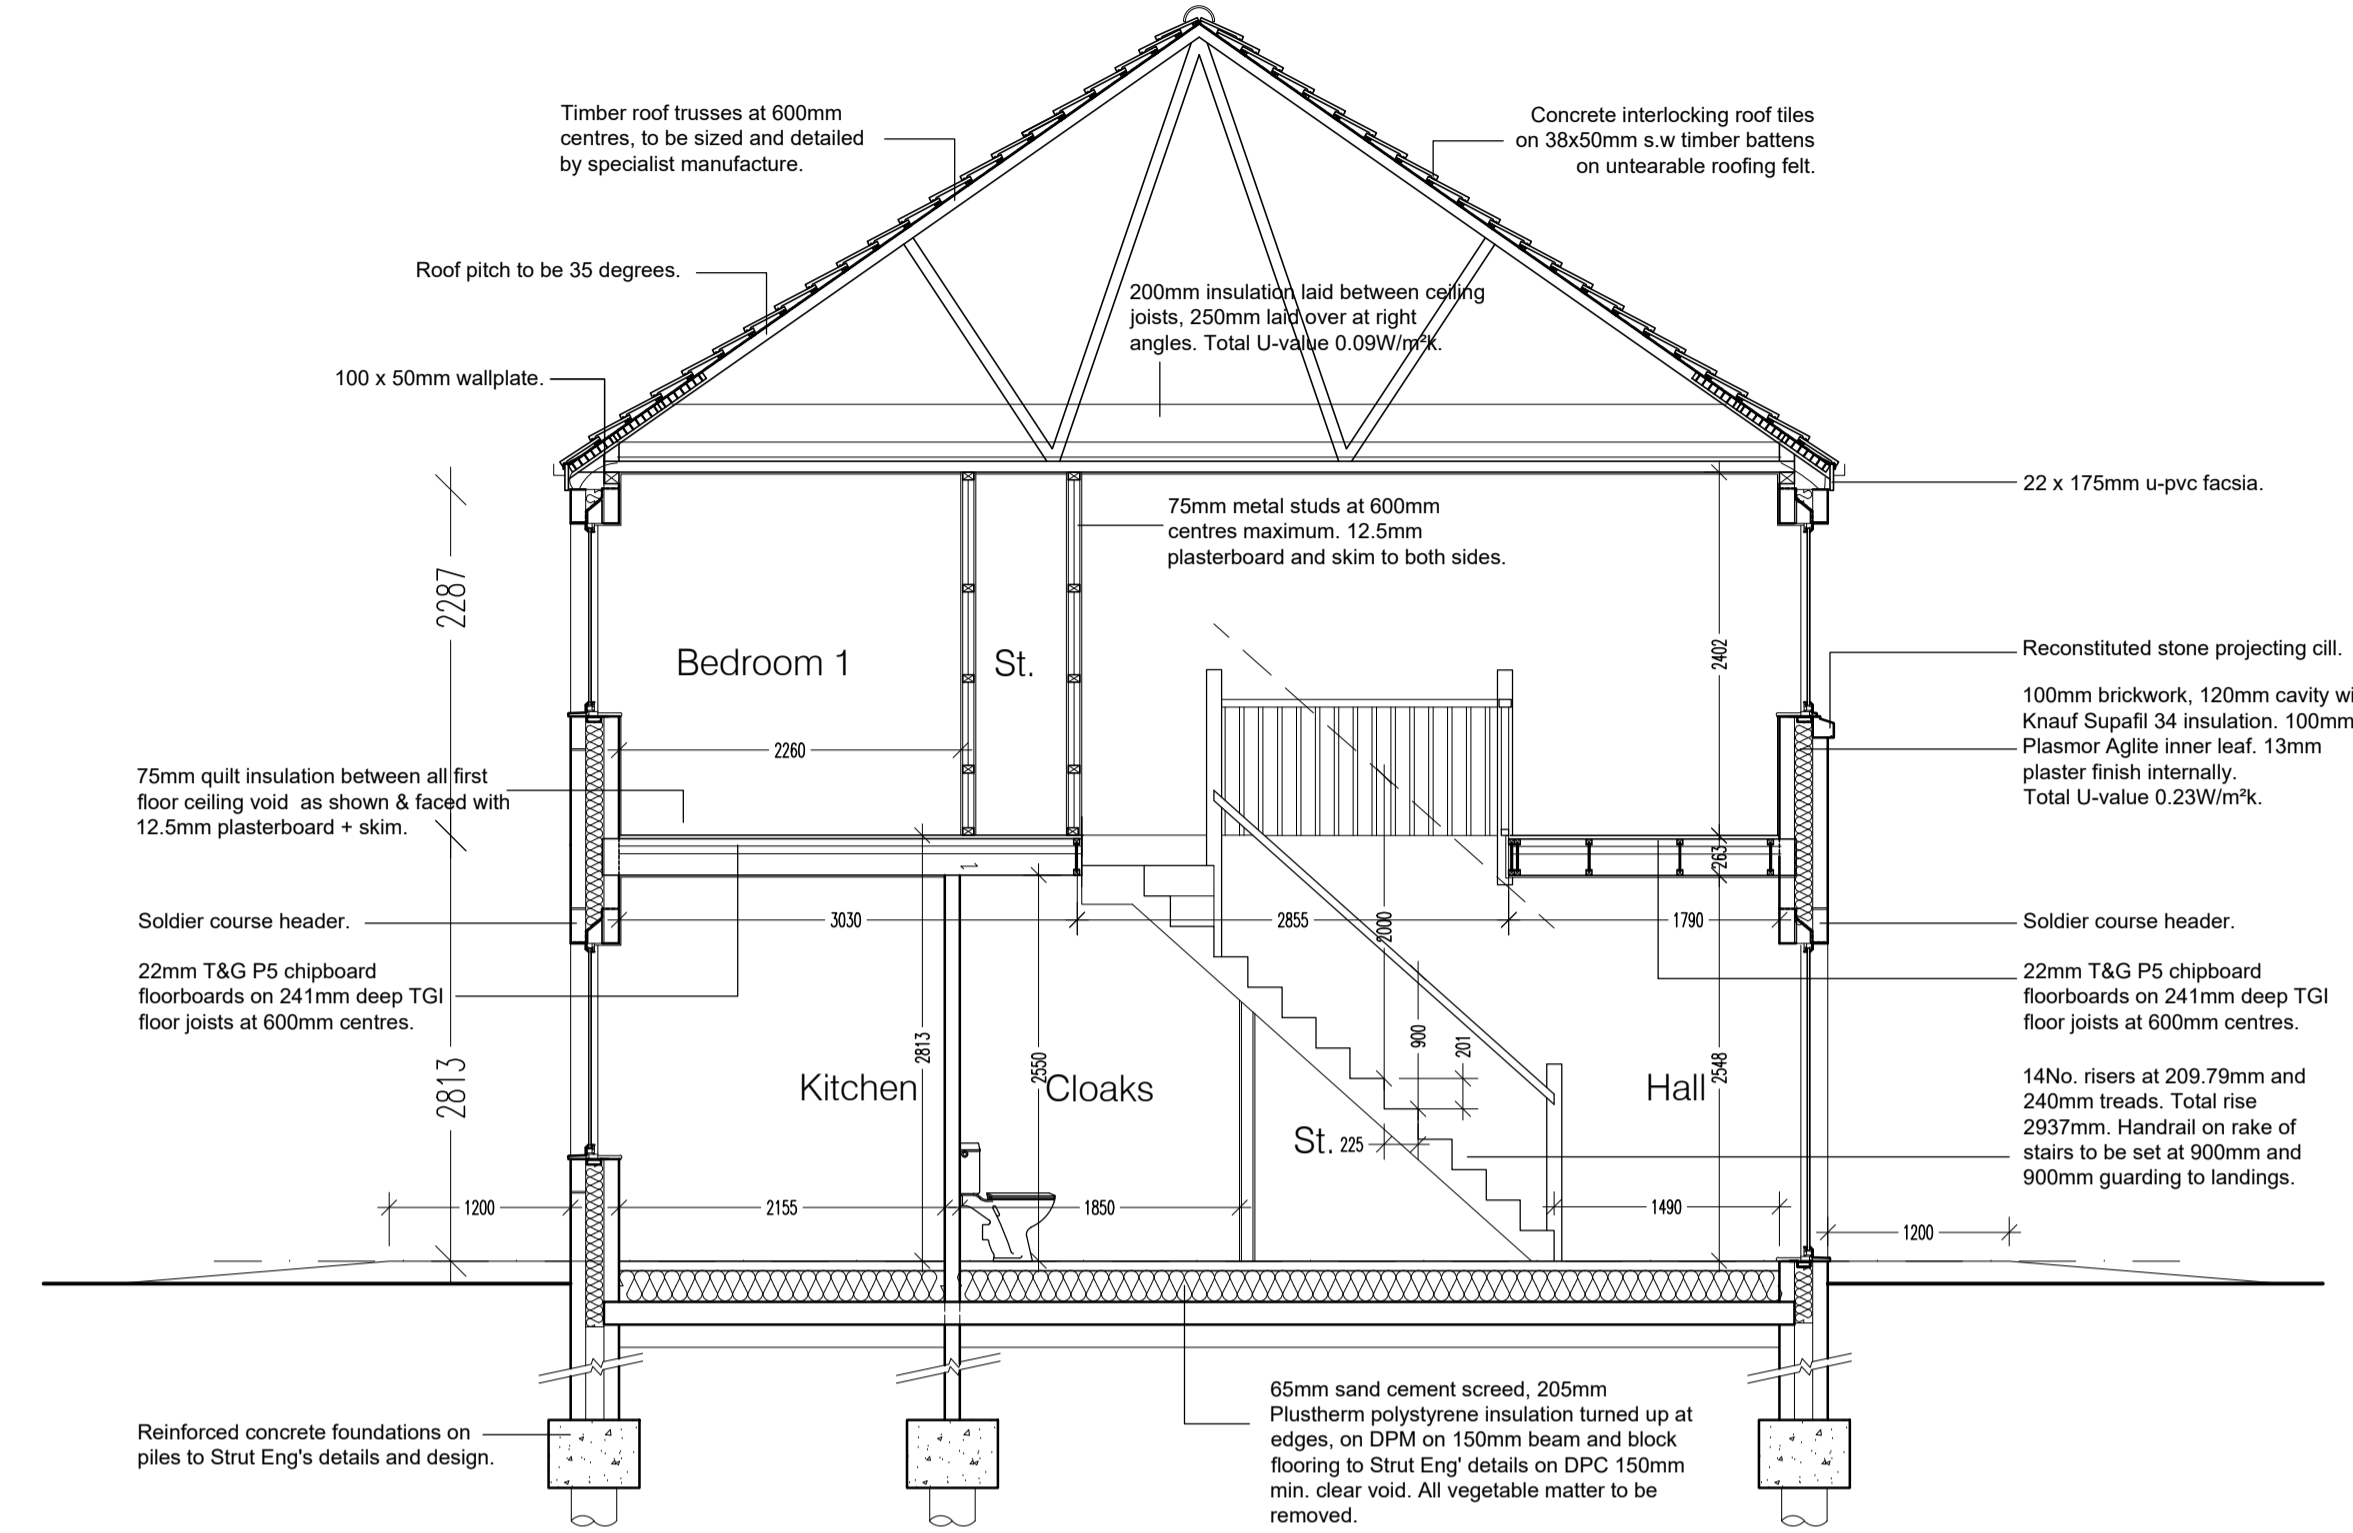 Timber roof trusses at 600mm
centres, to be sized and detailed
by specialist manufacture.
Concrete interlocking roof tiles
on 38x50mm s.w timber battens
on untearable roofing felt.
Roof pitch to be 35 degrees.
200mm insulation laid between ceiling
joists, 250mm laid over at right
angles. Total U-value 0.09W/m²k.
100 x 50mm wallplate.
22 x 175mm u-pvc facsia.
75mm metal studs at 600mm
centres maximum. 12.5mm
plasterboard and skim to both sides.
2287
Bedroom 1
St.
2402
Reconstituted stone projecting cill.
100mm brickwork, 120mm cavity wi
Knauf Supafil 34 insulation. 100mm
Plasmor Aglite inner leaf. 13mm
plaster finish internally.
Total U-value 0.23W/m²k.
2260
75mm quilt insulation between all first
floor ceiling void as shown & faced with
12.5mm plasterboard + skim.
263
Soldier course header.
3030
2855
2000
1790
Soldier course header.
22mm T&G P5 chipboard
floorboards on 241mm deep TGI
floor joists at 600mm centres.
22mm T&G P5 chipboard
floorboards on 241mm deep TGI
floor joists at 600mm centres.
2813
Kitchen
2813
2550
Cloaks
900
201
Hall
2548
14No. risers at 209.79mm and
240mm treads. Total rise
2937mm. Handrail on rake of
stairs to be set at 900mm and
900mm guarding to landings.
St.
225
1200
2155
1850
1490
1200
65mm sand cement screed, 205mm
Plustherm polystyrene insulation turned up at
edges, on DPM on 150mm beam and block
flooring to Strut Eng' details on DPC 150mm
min. clear void. All vegetable matter to be
removed.
Reinforced concrete foundations on
piles to Strut Eng's details and design.